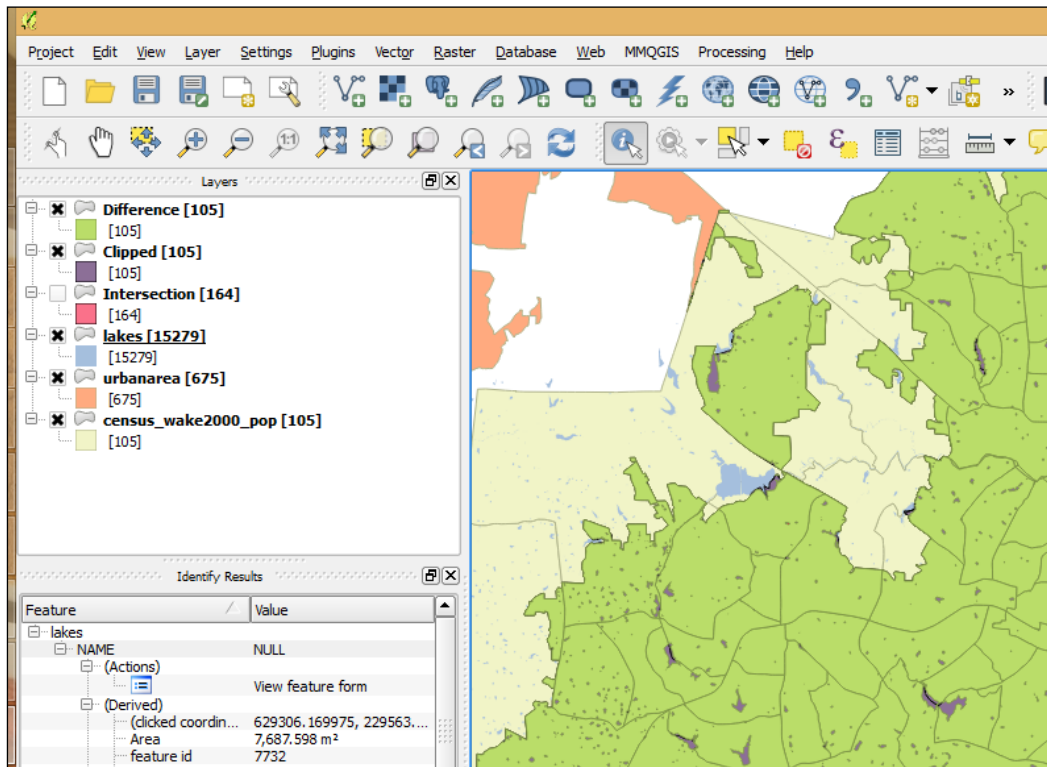 Project Edit View Layer Settings Plugins Vector Raster Database Web MMQGIS Processing Help
1:1
»
ε
Layers
Difference [105]
[105]
Clipped [105]
[105]
Intersection [164]
[164]
lakes [15279]
[15279]
urbanarea [675]
[675]
census_wake2000_pop [105]
[105]
Identify Results
Feature Value
lakes
NAME NULL
(Actions)
View feature form
(Derived)
(clicked coordin... 629306.169975, 229563....
Area 7,687.598 m²
feature id 7732